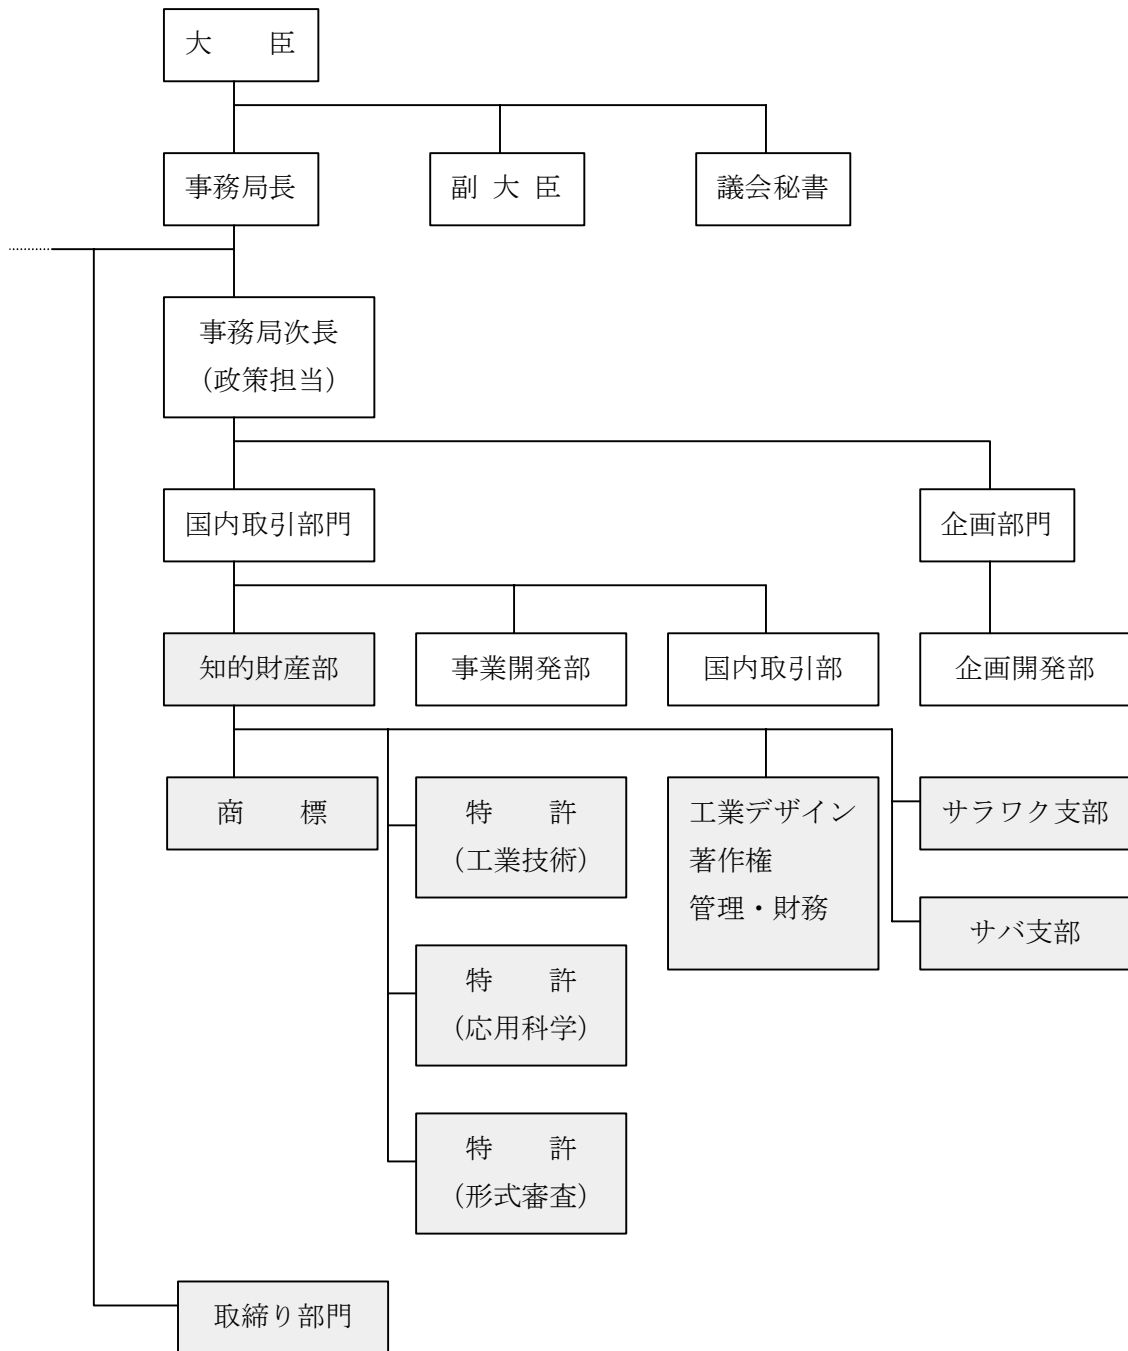 大　　臣
事務局長
副 大 臣
議会秘書
事務局次長
（政策担当）
国内取引部門
企画部門
知的財産部
事業開発部
国内取引部
企画開発部
商　　標
特　　許
（工業技術）
工業デザイン
著作権
管理・財務
サラワク支部
サバ支部
特　　許
（応用科学）
特　　許
（形式審査）
取締り部門